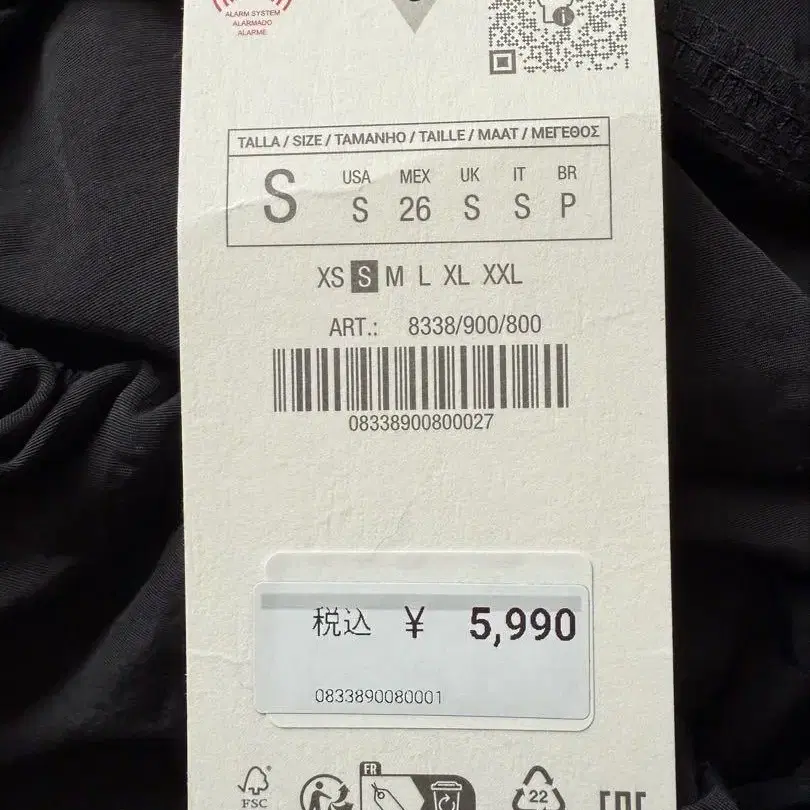 ALARM SYSTEM
ALARMADO
ALARME
TALLA / SIZE / TAMANHO / TAILLE / MAAT / ΜΕΓΕΘΟΣ
S
USA MEX UK IT BR
S 26 S S P
XS S M L XL XXL
ART.: 8338/900/800
08338900800027
税込 ¥ 5,990
0833890080001
FR
FSC
22